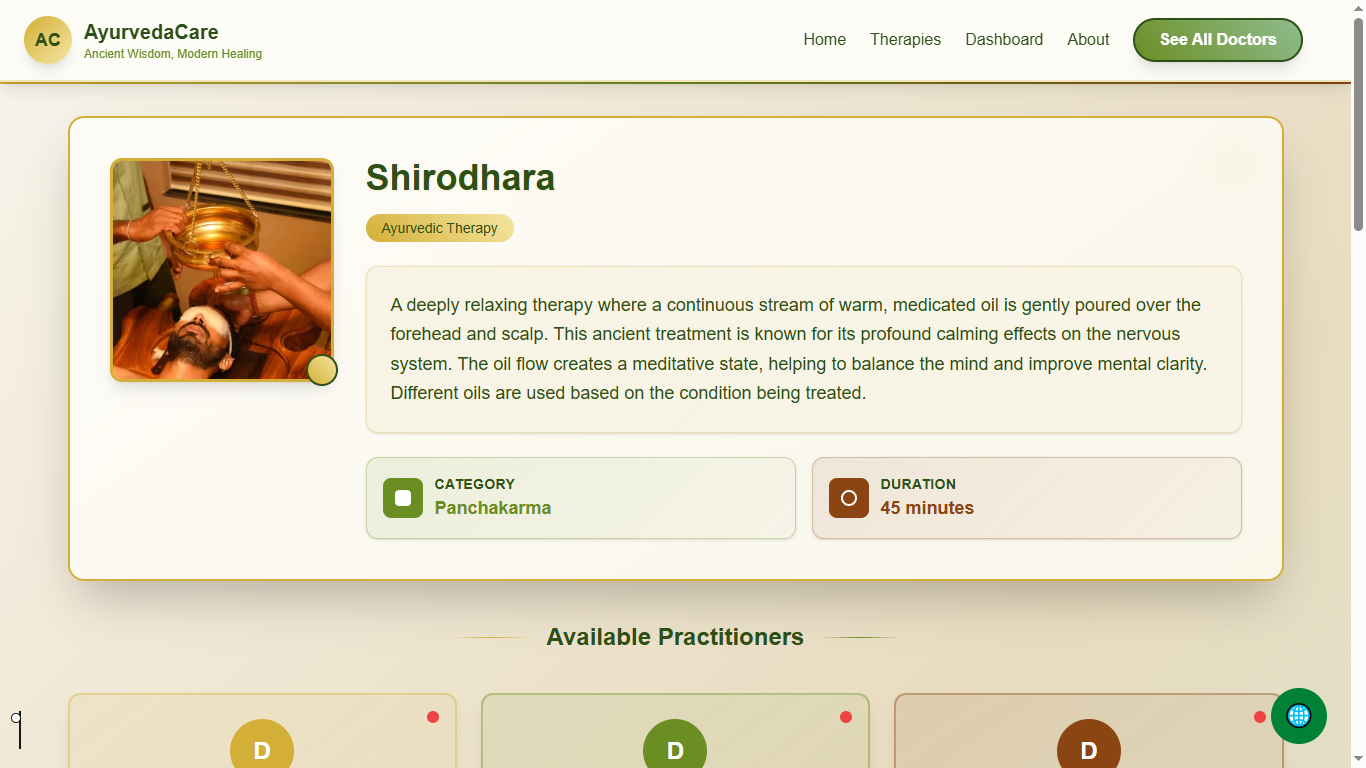 AC
AyurvedaCare
Ancient Wisdom, Modern Healing
Home
Therapies
Dashboard
About
See All Doctors
Shirodhara
Ayurvedic Therapy
A deeply relaxing therapy where a continuous stream of warm, medicated oil is gently poured over the
forehead and scalp. This ancient treatment is known for its profound calming effects on the nervous
system. The oil flow creates a meditative state, helping to balance the mind and improve mental clarity.
Different oils are used based on the condition being treated.
CATEGORY
Panchakarma
DURATION
45 minutes
Available Practitioners
D
D
D